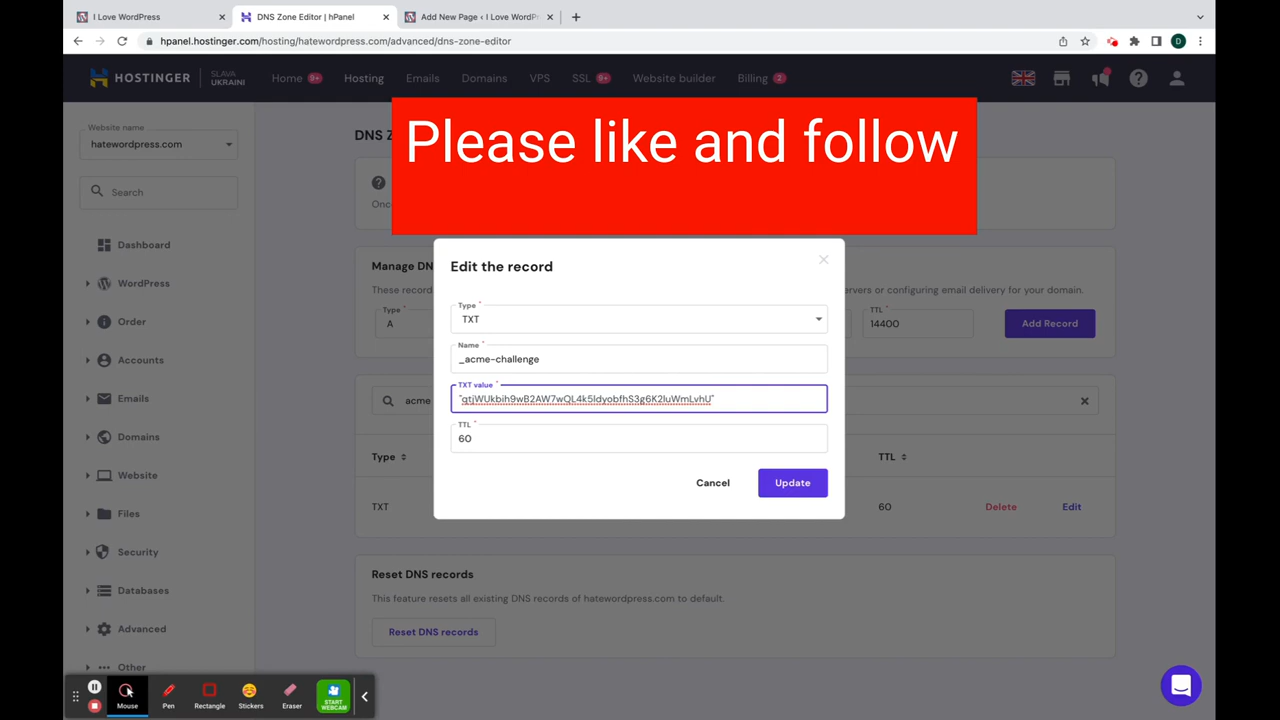 I Love WordPress
DNS Zone Editor | hPanel
Add New Page ‹ I Love WordPr
hpanel.hostinger.com/hosting/hatewordpress.com/advanced/dns-zone-editor
HOSTINGER
SLAVA
UKRAINI
Home 9+
Hosting
Emails
Domains
VPS
SSL 9+
Website builder
Billing 2
Please like and follow
Website name
hatewordpress.com
Search
Dashboard
WordPress
Order
Accounts
Emails
Domains
Website
Files
Security
Databases
Advanced
Other
DNS Z
Onc
Manage DN
These record
ervers or configuring email delivery for your domain.
Type *
A
TTL *
14400
Add Record
acme
Type
TTL
TXT
60
Delete
Edit
Edit the record
Type *
TXT
Name *
_acme-challenge
TXT value *
TTL *
60
Cancel
Update
Reset DNS records
This feature resets all existing DNS records of hatewordpress.com to default.
Reset DNS records
Mouse
Pen
Rectangle
Stickers
Eraser
START
WEBCAM
D